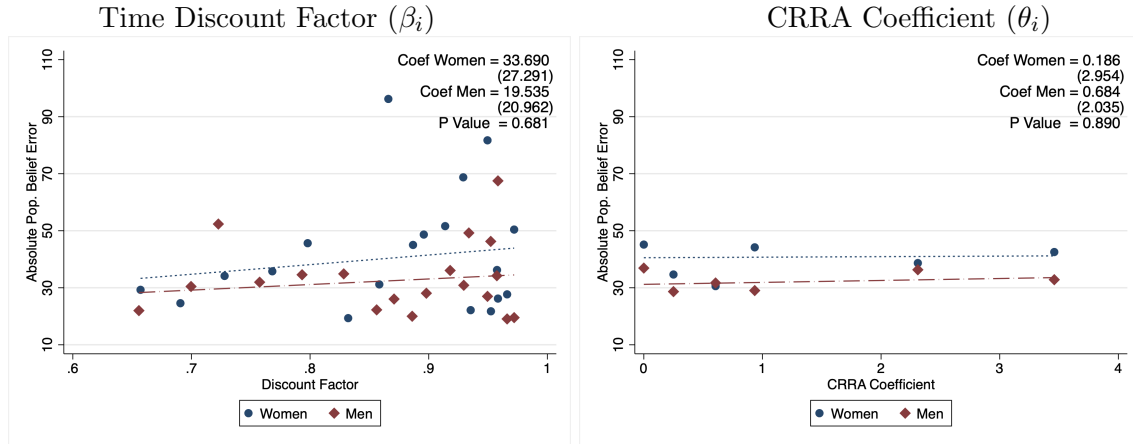 Time Discount Factor (βi)
Coef Women = 33.690
(27.291)
Coef Men = 19.535
(20.962)
P Value = 0.681
Absolute Pop. Belief Error
110
90
70
50
30
10
.6 .7 .8 .9 1
Discount Factor
Women Men
CRRA Coefficient (θi)
Coef Women = 0.186
(2.954)
Coef Men = 0.684
(2.035)
P Value = 0.890
Absolute Pop. Belief Error
110
90
70
50
30
10
0 1 2 3 4
CRRA Coefficient
Women Men